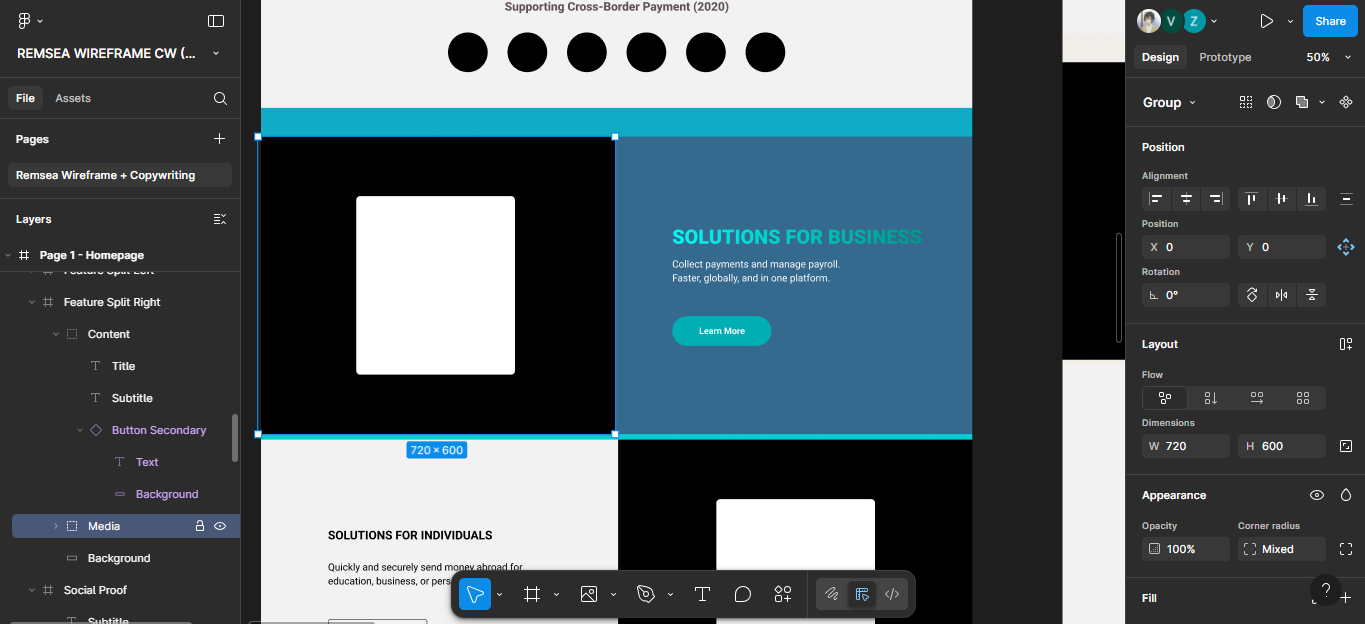 Supporting Cross-Border Payment (2020)
V
Z
Share
REMSEA WIREFRAME CW (...
Design
Prototype
50%
File
Assets
Group
Pages
Position
Remsea Wireframe + Copywriting
Alignment
Layers
Position
X 0
Y 0
Page 1 - Homepage
Feature Split Left
Rotation
0°
Feature Split Right
Content
Layout
Title
Flow
Subtitle
Dimensions
W 720
H 600
Button Secondary
Text
Background
Appearance
Media
Opacity
Corner radius
100%
Mixed
Background
Social Proof
Fill
?
Subtitle
SOLUTIONS FOR BUSINESS
Collect payments and manage payroll.
Faster, globally, and in one platform.
Learn More
720 × 600
SOLUTIONS FOR INDIVIDUALS
Quickly and securely send money abroad for
education, business, or pers